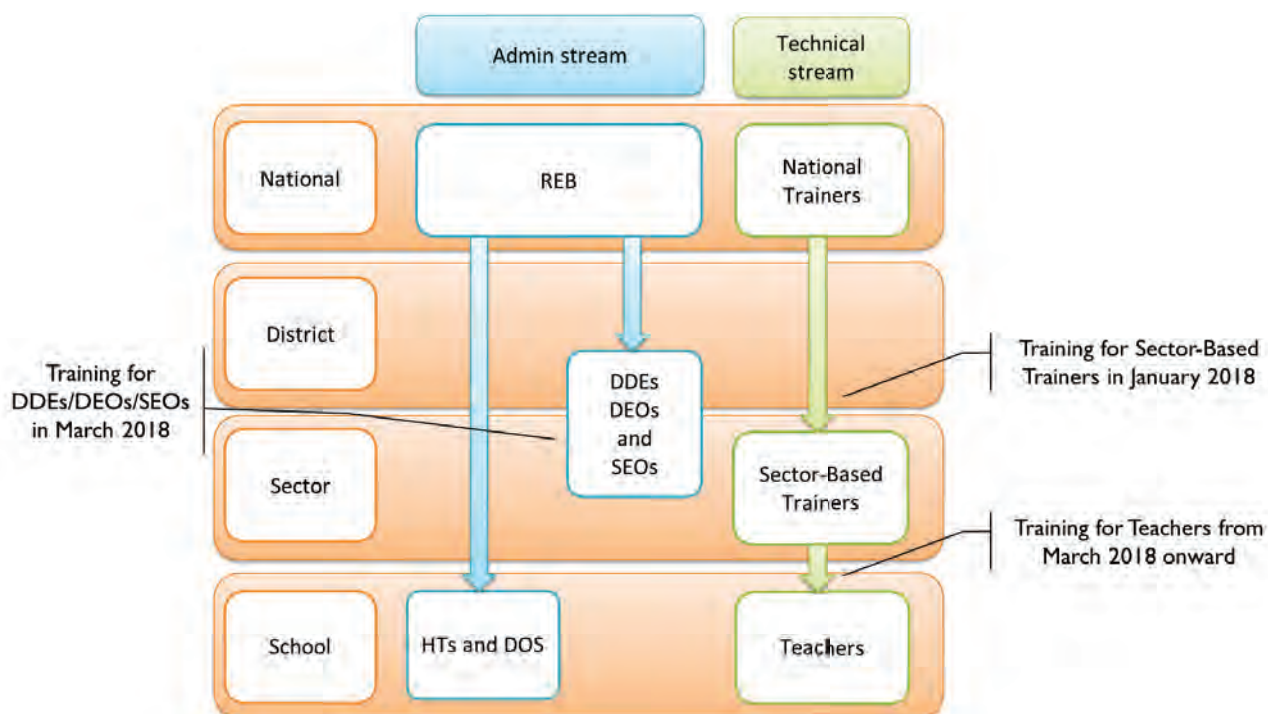 Admin stream
Technical
stream
National
REB
National
Trainers
District
Training for
DDEs/DEOs/SEOs
in March 2018
DDEs
DEOs
and
SEOs
Training for Sector-Based
Trainers in January 2018
Sector
Sector-Based
Trainers
Training for Teachers from
March 2018 onward
School
HTs and DOS
Teachers